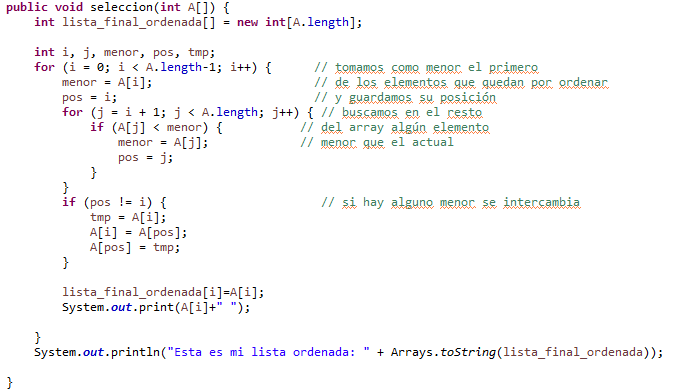 public void seleccion(int A[]) {
    int lista_final_ordenada[] = new int[A.length];

    int i, j, menor, pos, tmp;
    for (i = 0; i < A.length-1; i++) {      // tomamos como menor el primero
        menor = A[i];                       // de los elementos que quedan por ordenar
        pos = i;                            // y guardamos su posición
        for (j = i + 1; j < A.length; j++) { // buscamos en el resto
            if (A[j] < menor) {           // del array algún elemento
                menor = A[j];             // menor que el actual
                pos = j;
            }
        }
        if (pos != i) {                      // si hay alguno menor se intercambia
            tmp = A[i];
            A[i] = A[pos];
            A[pos] = tmp;
        }

        lista_final_ordenada[i]=A[i];
        System.out.print(A[i]+" ");

    }
    System.out.println("Esta es mi lista ordenada: " + Arrays.toString(lista_final_ordenada));

}